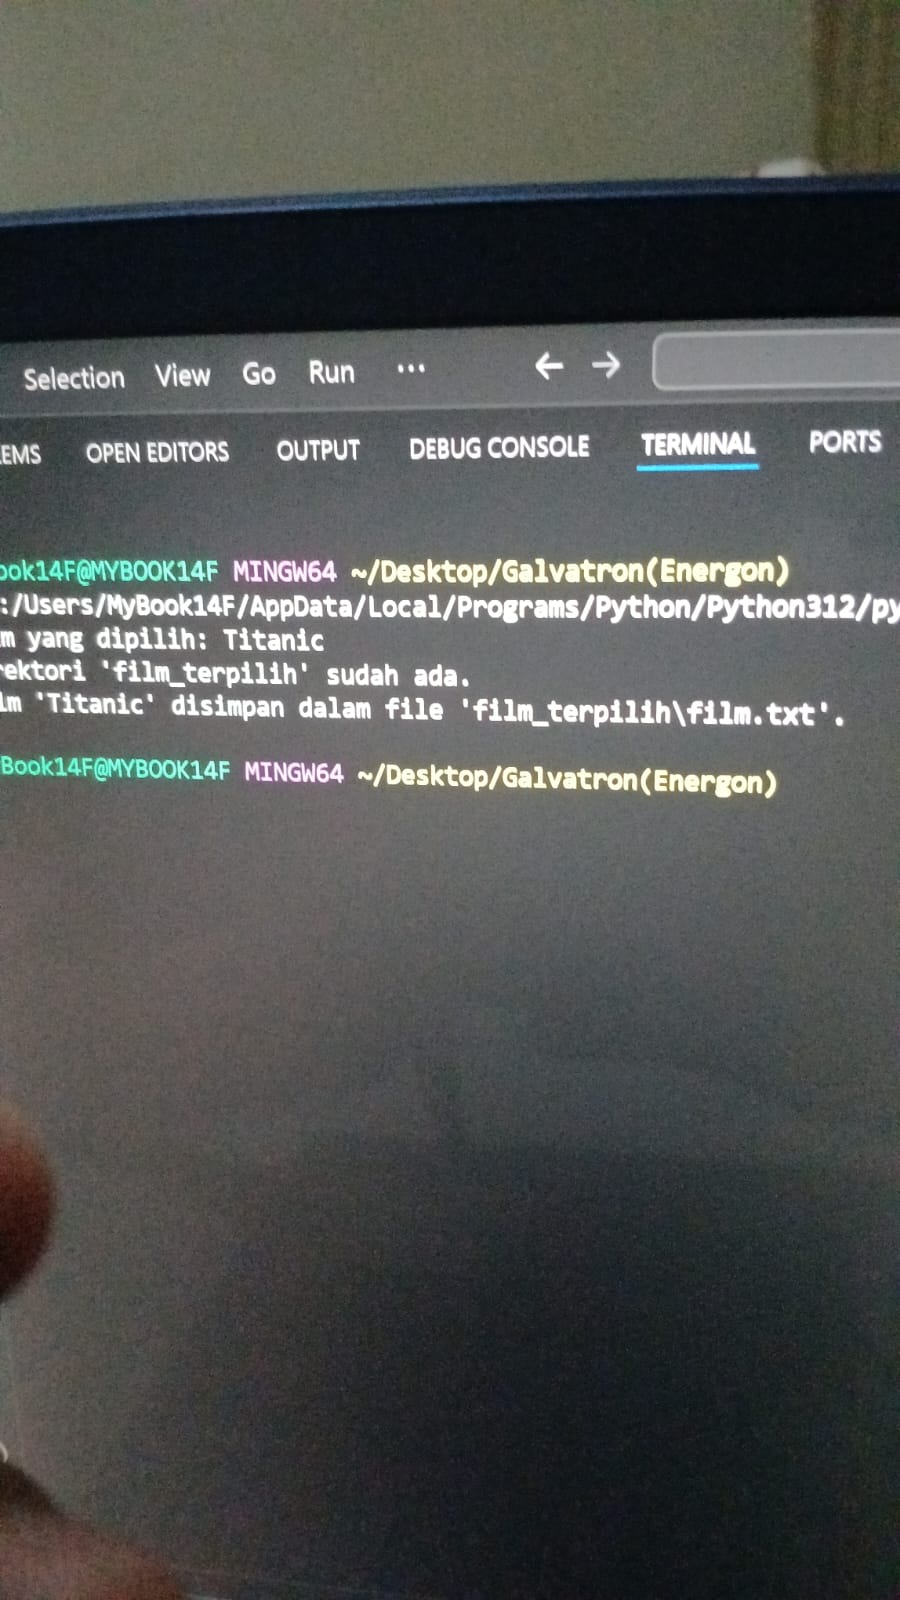 Selection View Go Run ... ← →
EMS OPEN EDITORS OUTPUT DEBUG CONSOLE TERMINAL PORTS
ook14F@MYBOOK14F MINGW64 ~/Desktop/Galvatron(Energon)
:/Users/MyBook14F/AppData/Local/Programs/Python/Python312/py
m yang dipilih: Titanic
rektori 'film_terpilih' sudah ada.
lm 'Titanic' disimpan dalam file 'film_terpilih\film.txt'.
Book14F@MYBOOK14F MINGW64 ~/Desktop/Galvatron(Energon)